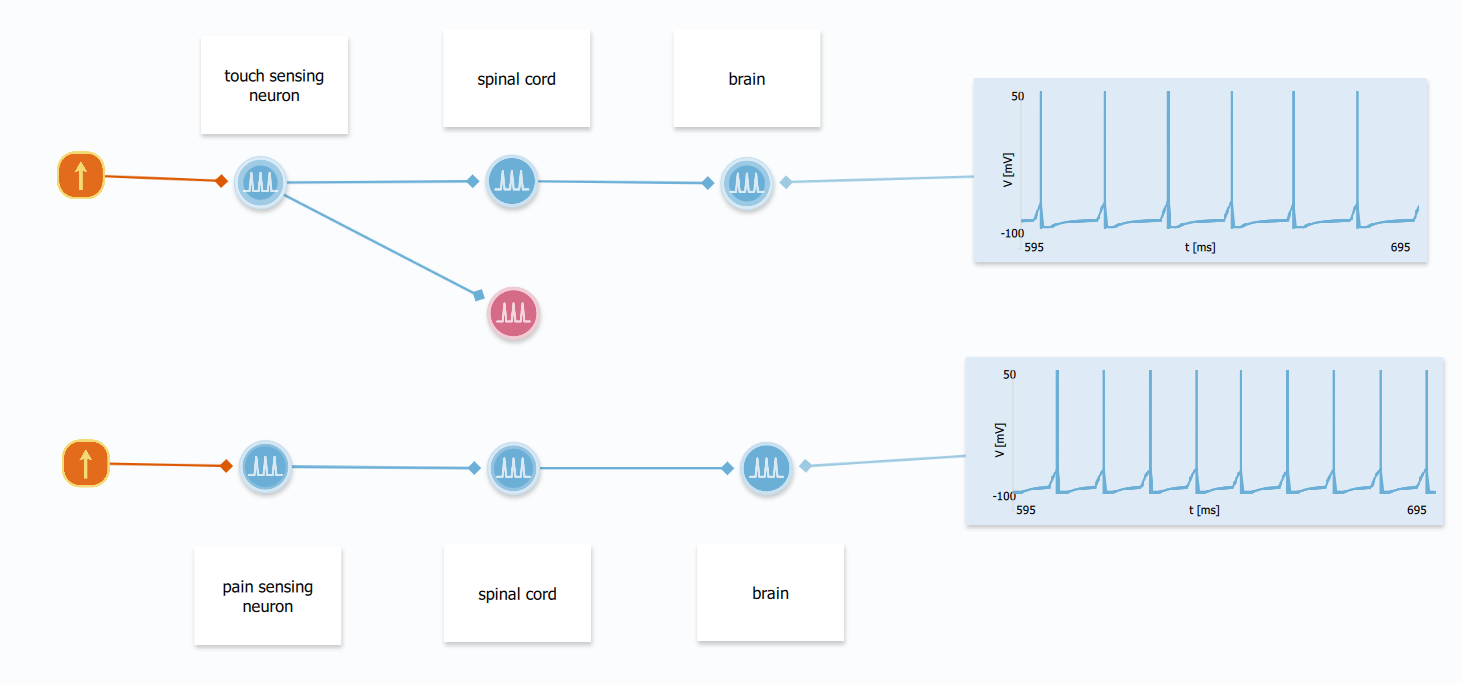 touch sensing
neuron
spinal cord
brain
50
V [mV]
-100
595
t [ms]
695
50
V [mV]
-100
595
t [ms]
695
pain sensing
neuron
spinal cord
brain